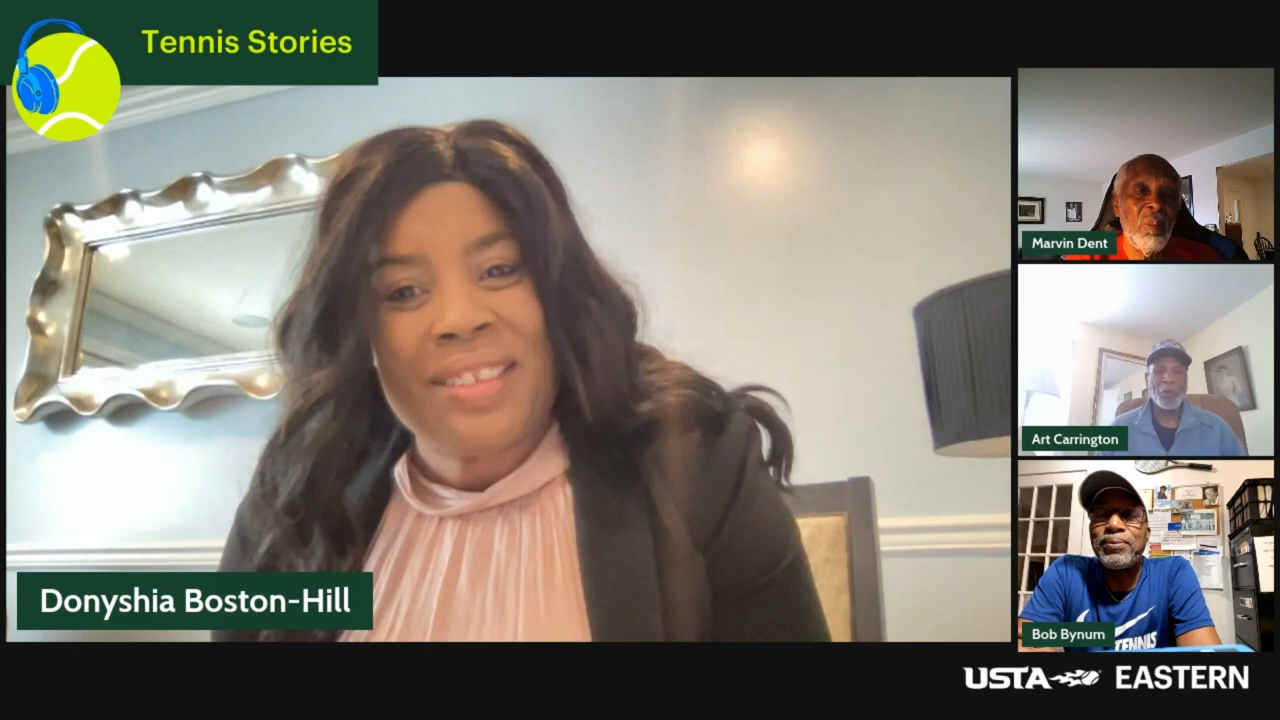 Tennis Stories
Marvin Dent
Art Carrington
Donyshia Boston-Hill
Bob Bynum
TENNIS
USTA EASTERN